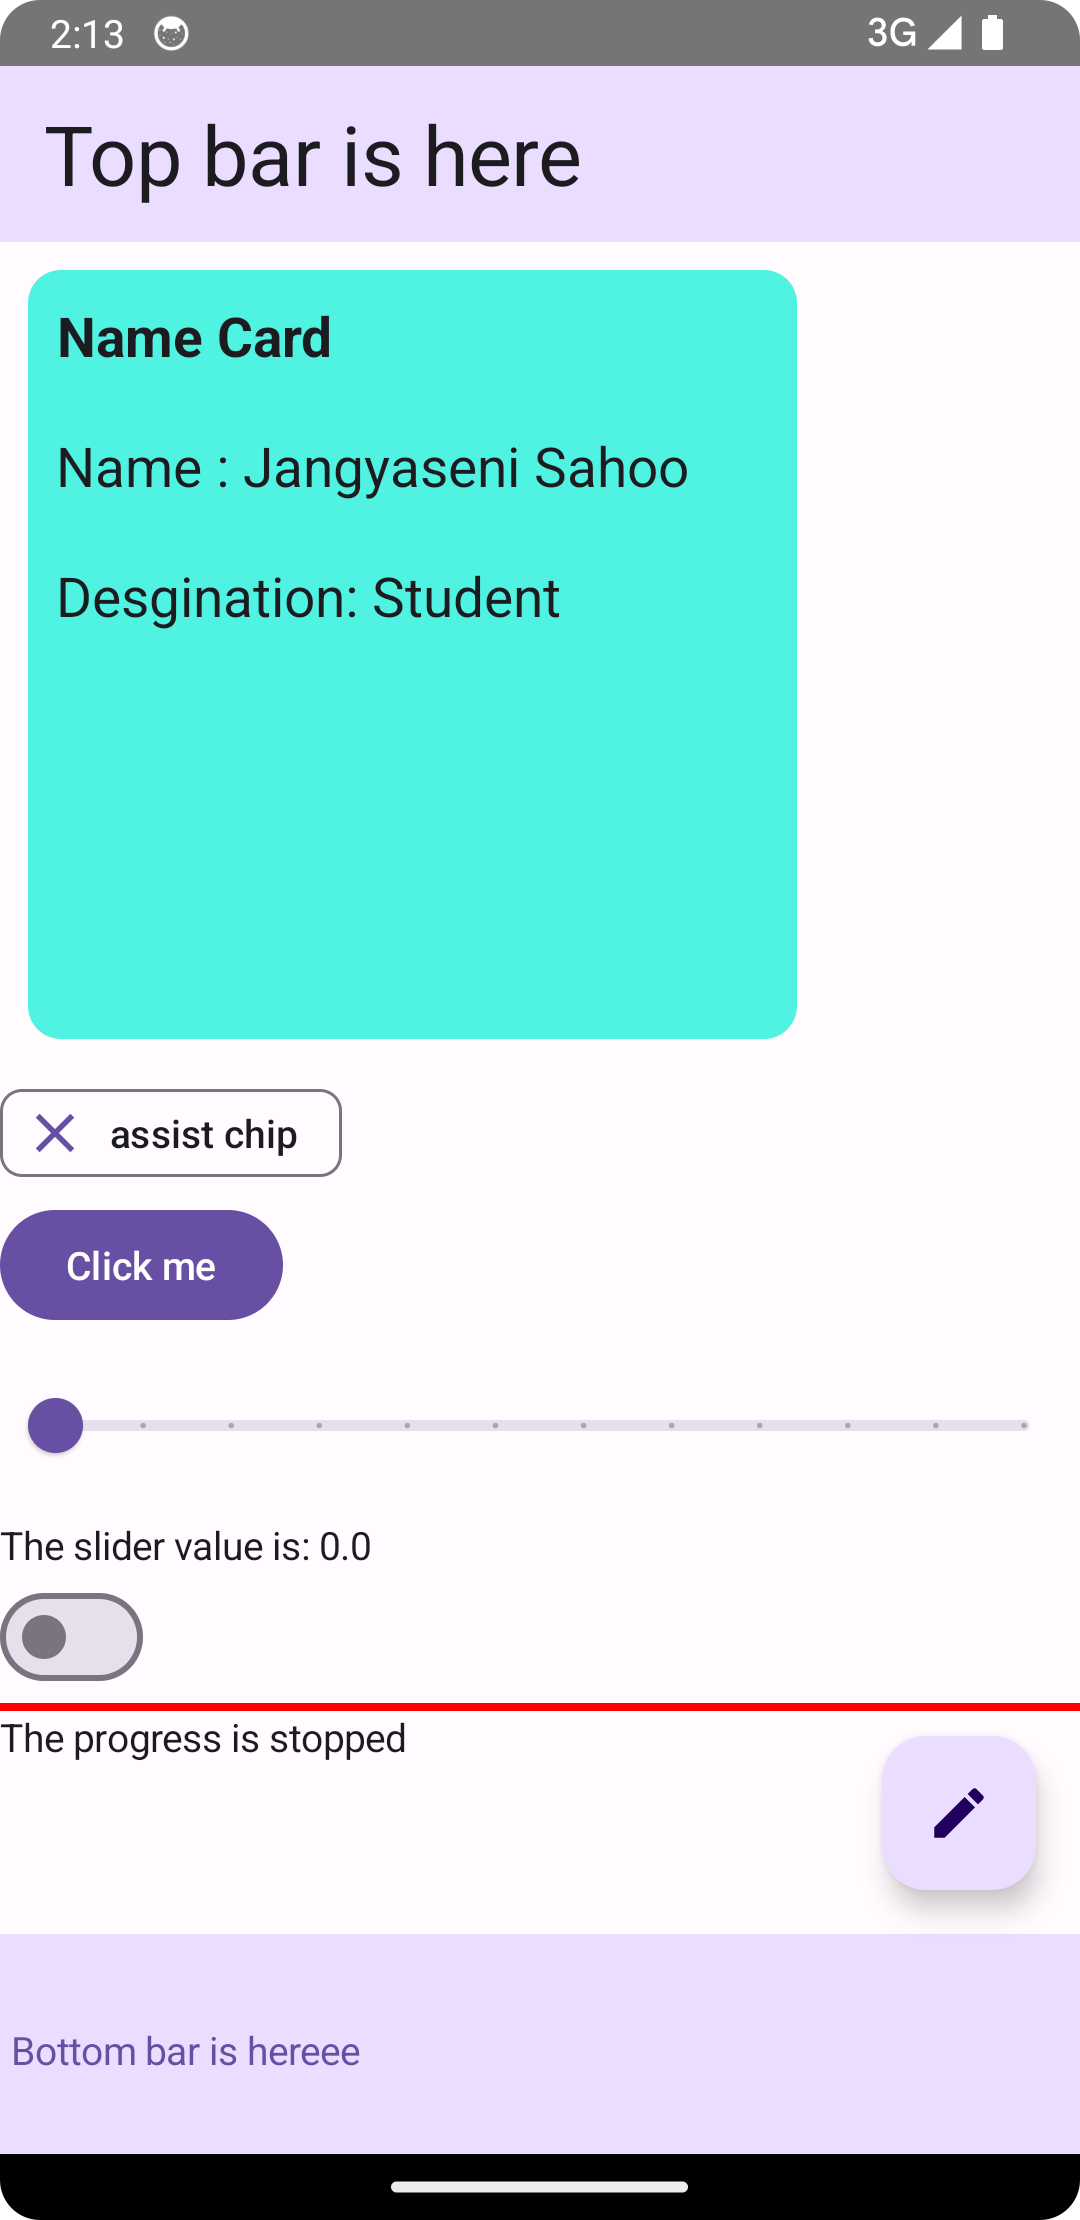 2:13 3G
Top bar is here
Name Card
Name : Jangyaseni Sahoo
Desgination: Student
assist chip
Click me
The slider value is: 0.0
The progress is stopped
Bottom bar is hereee